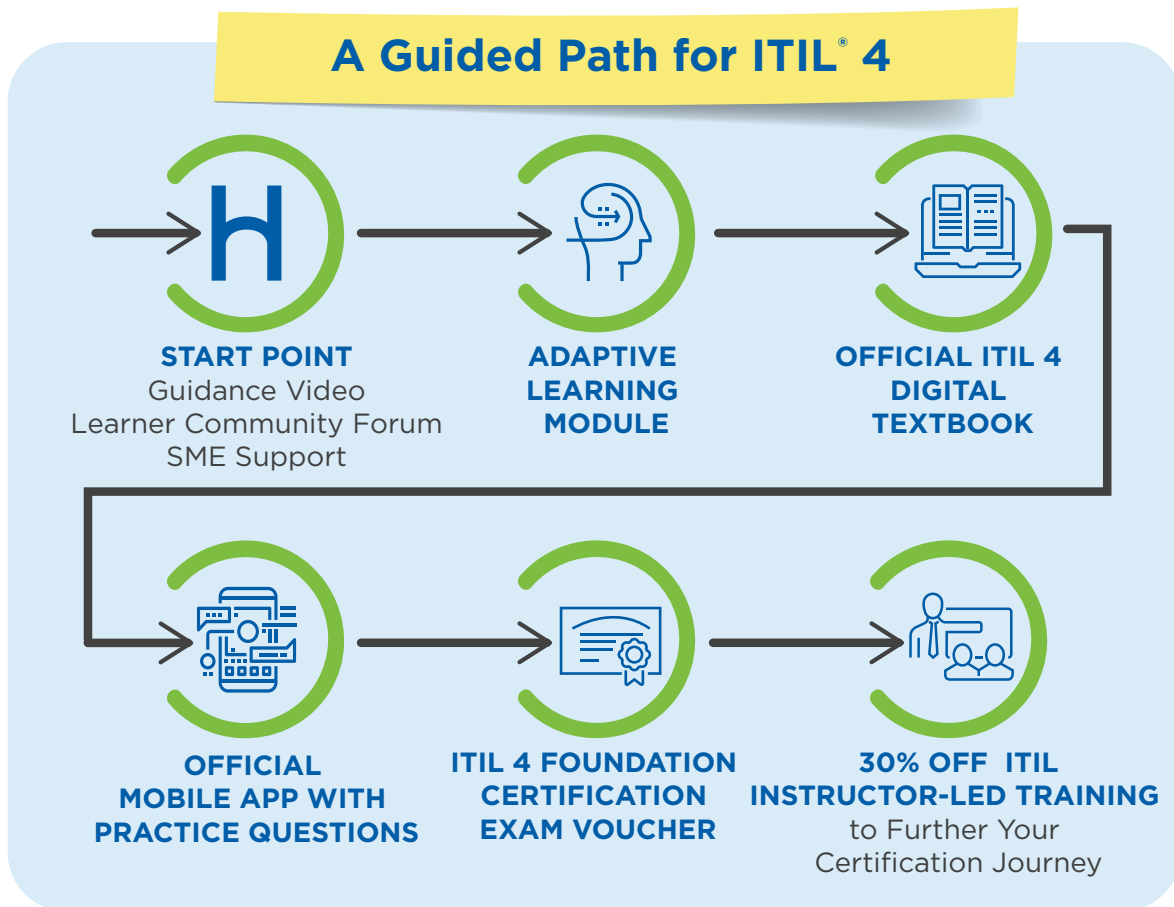 A Guided Path for ITIL® 4
START POINT
Guidance Video
Learner Community Forum
SME Support
ADAPTIVE
LEARNING
MODULE
OFFICIAL ITIL 4
DIGITAL
TEXTBOOK
OFFICIAL
MOBILE APP WITH
PRACTICE QUESTIONS
ITIL 4 FOUNDATION
CERTIFICATION
EXAM VOUCHER
30% OFF ITIL
INSTRUCTOR-LED TRAINING
to Further Your
Certification Journey